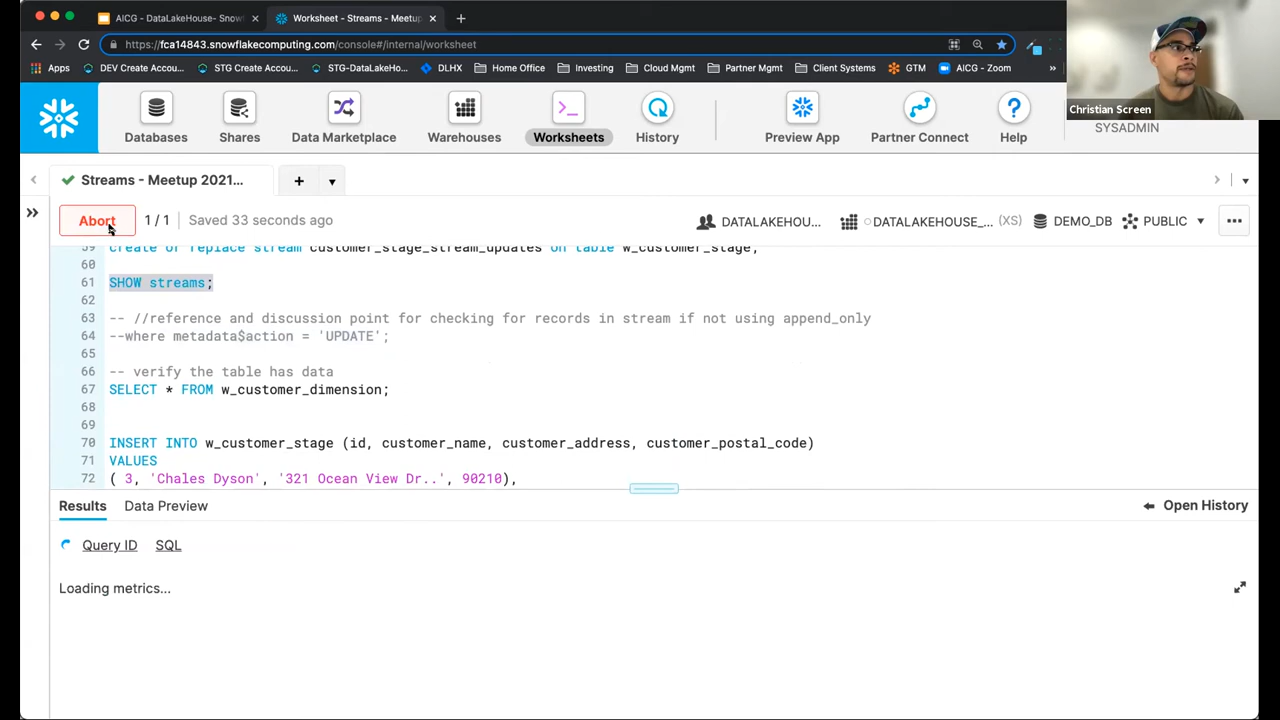 AICG - DataLakeHouse- Snowf
Worksheet - Streams - Meetup
https://fca14843.snowflakecomputing.com/console#/internal/worksheet
Apps
DEV Create Accou...
STG Create Accoun...
STG-DataLakeHo...
DLHX
Home Office
Investing
Cloud Mgmt
Partner Mgmt
Client Systems
GTM
AICG - Zoom
»
Christian Screen
Databases
Shares
Data Marketplace
Warehouses
Worksheets
History
Preview App
Partner Connect
Help
SYSADMIN
Streams - Meetup 2021...
Abort
1 / 1
Saved 33 seconds ago
DATALAKEHOU...
DATALAKEHOUSE_... (XS)
DEMO_DB
PUBLIC
59 create or replace stream customer_stage_stream_updates on table w_customer_stage;
60
61 SHOW streams;
62
63 -- //reference and discussion point for checking for records in stream if not using append_only
64 --where metadata$action = 'UPDATE';
65
66 -- verify the table has data
67 SELECT * FROM w_customer_dimension;
68
69
70 INSERT INTO w_customer_stage (id, customer_name, customer_address, customer_postal_code)
71 VALUES
72 ( 3, 'Chales Dyson', '321 Ocean View Dr..', 90210),
Results
Data Preview
Open History
Query ID
SQL
Loading metrics...